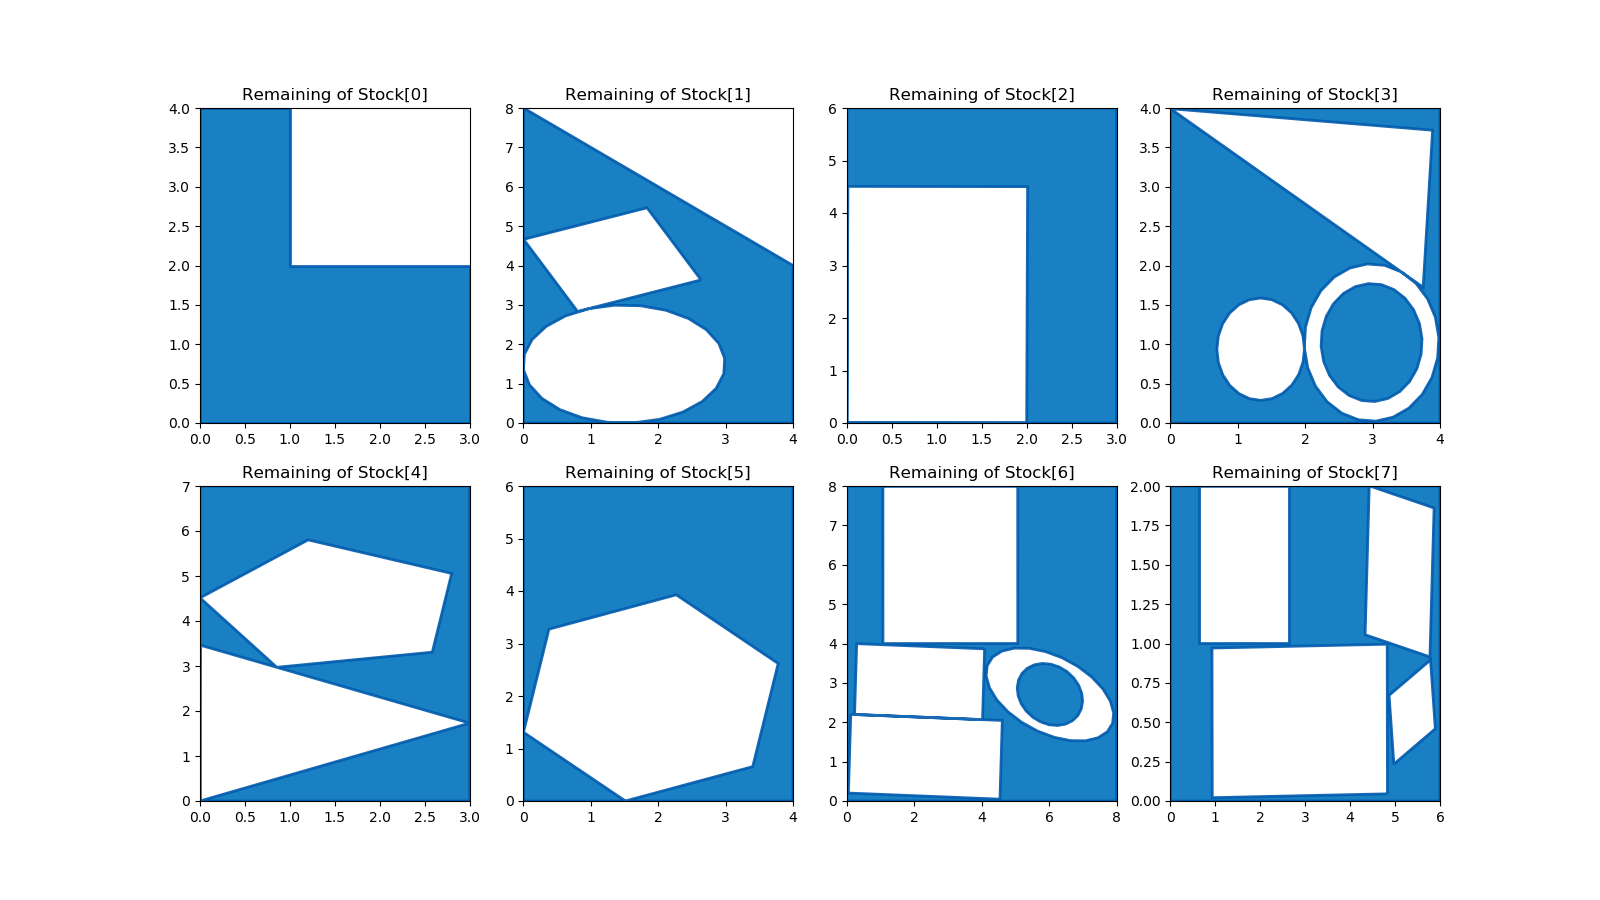 Remaining of Stock[0] Remaining of Stock[1] Remaining of Stock[2] Remaining of Stock[3]
4.0 8 6 4.0
3.5 7 3.5
5
3.0 6 3.0
2.5 5 4 2.5
2.0 4 3 2.0
1.5 3 1.5
2
1.0 2 1.0
0.5 1 1 0.5
0.0 0 0 0.0
0.0 0.5 1.0 1.5 2.0 2.5 3.0 0 1 2 3 4 0.0 0.5 1.0 1.5 2.0 2.5 3.0 0 1 2 3 4
Remaining of Stock[4] Remaining of Stock[5] Remaining of Stock[6] Remaining of Stock[7]
7 6 8 2.00
6 5 7 1.75
5 4 6 1.50
4 5 1.25
3 3 4 1.00
2 2 3 0.75
2 0.50
1 1 1 0.25
0 0 0 0.00
0.0 0.5 1.0 1.5 2.0 2.5 3.0 0 1 2 3 4 0 2 4 6 8 0 1 2 3 4 5 6